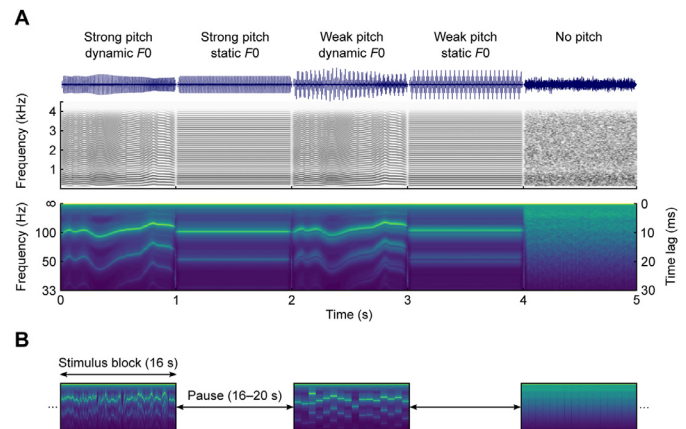 A
Strong pitch
dynamic F0
Strong pitch
static F0
Weak pitch
dynamic F0
Weak pitch
static F0
No pitch
Frequency (kHz)
4
3
2
1
Frequency (Hz)
∞
100
50
33
0
10
20
30
Time lag (ms)
0 1 2 3 4 5
Time (s)
B
Stimulus block (16 s)
Pause (16–20 s)
... ...